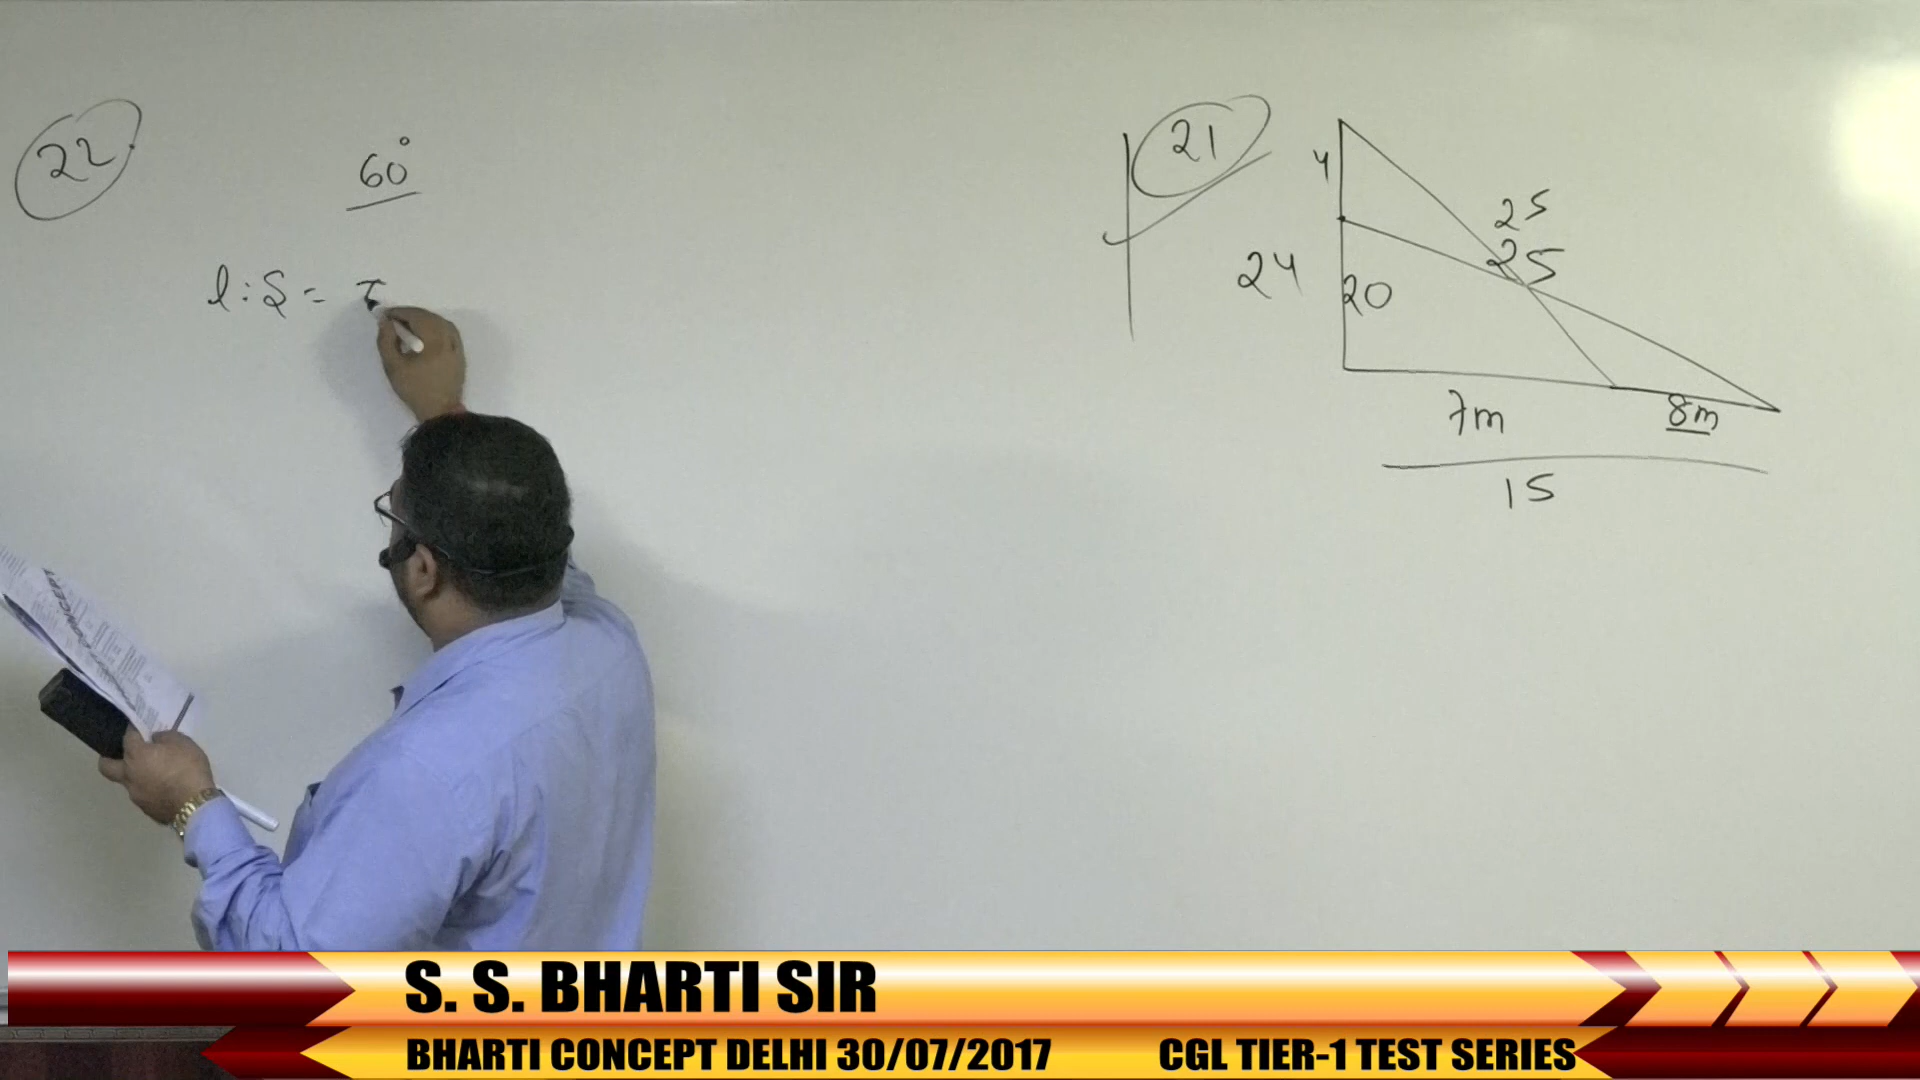 22
60°
l : S =
21
4
25
25
24
20
7m
8m
15
S. S. BHARTI SIR
BHARTI CONCEPT DELHI 30/07/2017
CGL TIER-1 TEST SERIES